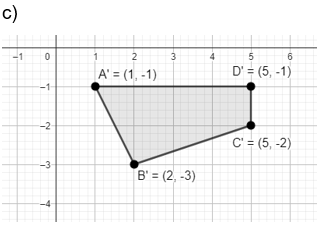 c)
−1 0 1 2 3 4 5 6
A' = (1, -1)
D' = (5, -1)
−1
−2
C' = (5, -2)
−3
B' = (2, -3)
−4